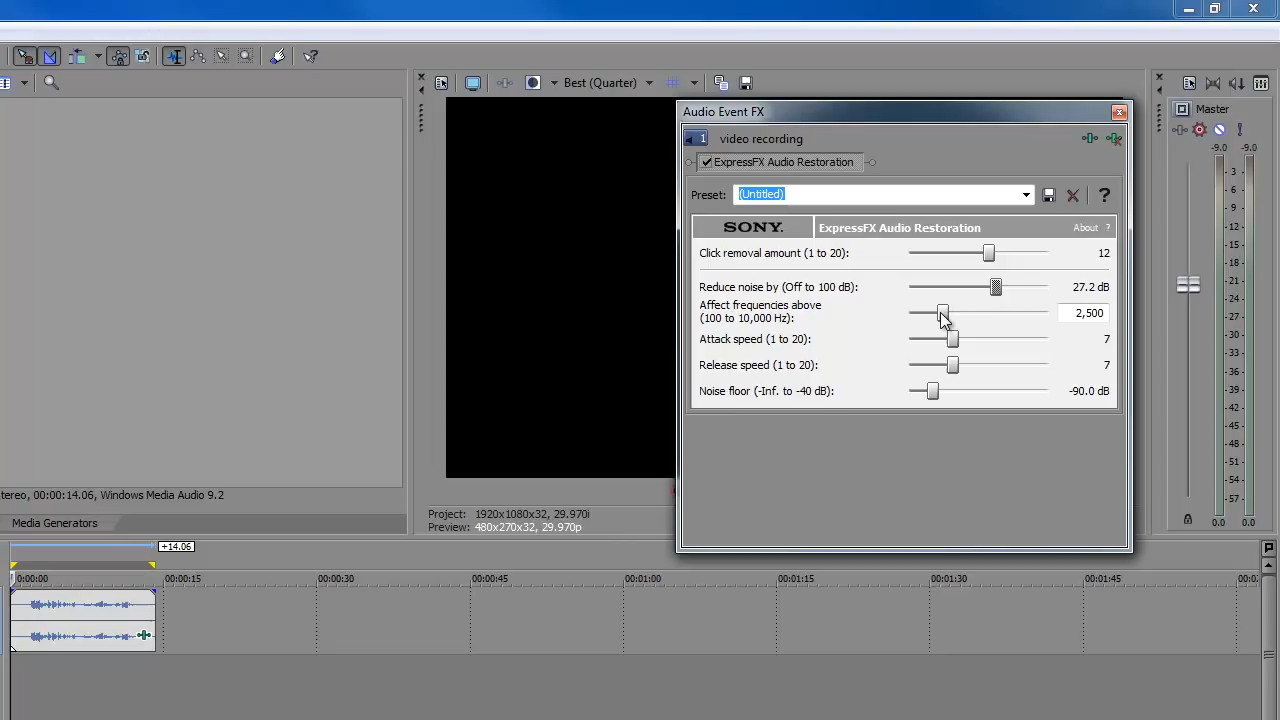 Best (Quarter)
Audio Event FX
Master
1 video recording
-9.0 -9.0
ExpressFX Audio Restoration
Preset: (Untitled) ?
SONY. ExpressFX Audio Restoration About ?
Click removal amount (1 to 20): 12
Reduce noise by (Off to 100 dB): 27.2 dB
Affect frequencies above
(100 to 10,000 Hz): 2,500
Attack speed (1 to 20): 7
Release speed (1 to 20): 7
Noise floor (-Inf. to -40 dB): -90.0 dB
3
6
9
12
15
18
21
24
27
30
33
36
39
42
45
48
51
54
57
0.0 0.0
tereo, 00:00:14.06, Windows Media Audio 9.2
Project: 1920x1080x32, 29.970i
Preview: 480x270x32, 29.970p
Media Generators
+14.06
0:00:00 00:00:15 00:00:30 00:00:45 00:01:00 00:01:15 00:01:30 00:01:45